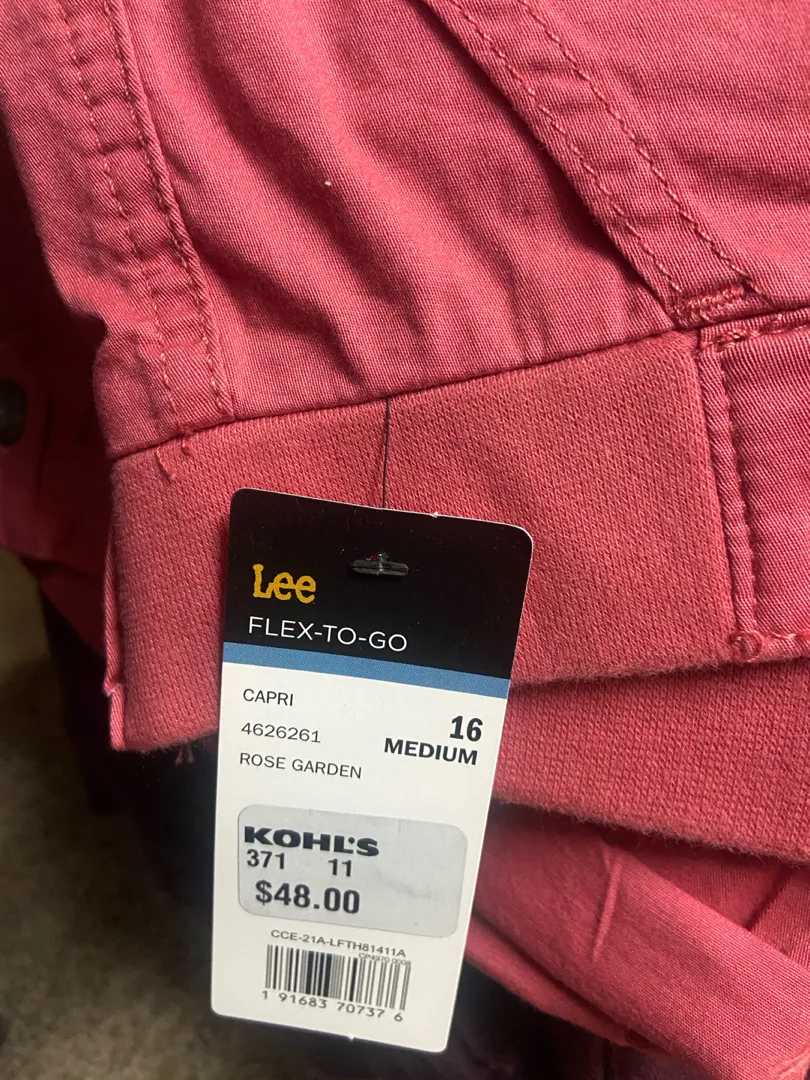 Lee
FLEX-TO-GO
CAPRI
4626261
ROSE GARDEN
16
MEDIUM
KOHL'S
371 11
$48.00
CCE-21A-LFTH81411A
1 91683 70737 6